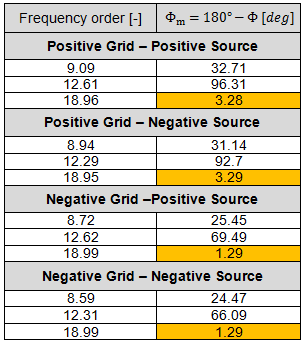 Frequency order [-] Φm = 180° − Φ [deg]
Positive Grid – Positive Source
9.09 32.71
12.61 96.31
18.96 3.28
Positive Grid – Negative Source
8.94 31.14
12.29 92.7
18.95 3.29
Negative Grid –Positive Source
8.72 25.45
12.62 69.49
18.99 1.29
Negative Grid – Negative Source
8.59 24.47
12.31 66.09
18.99 1.29